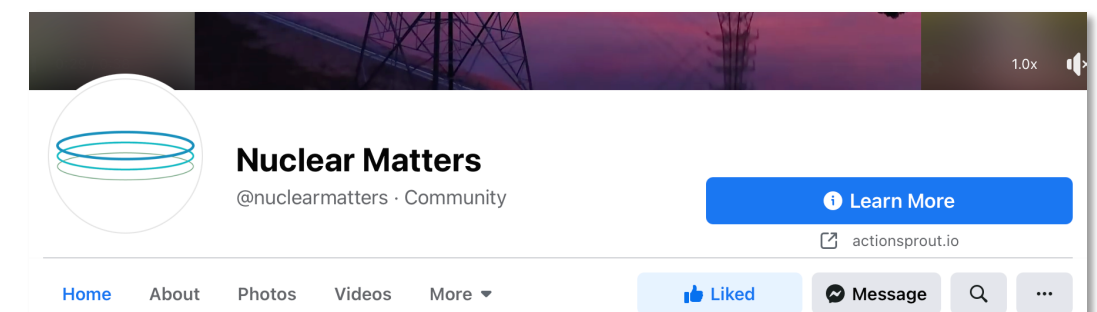 1.0x
Nuclear Matters
@nuclearmatters · Community
Learn More
actionsprout.io
Home About Photos Videos More
Liked Message